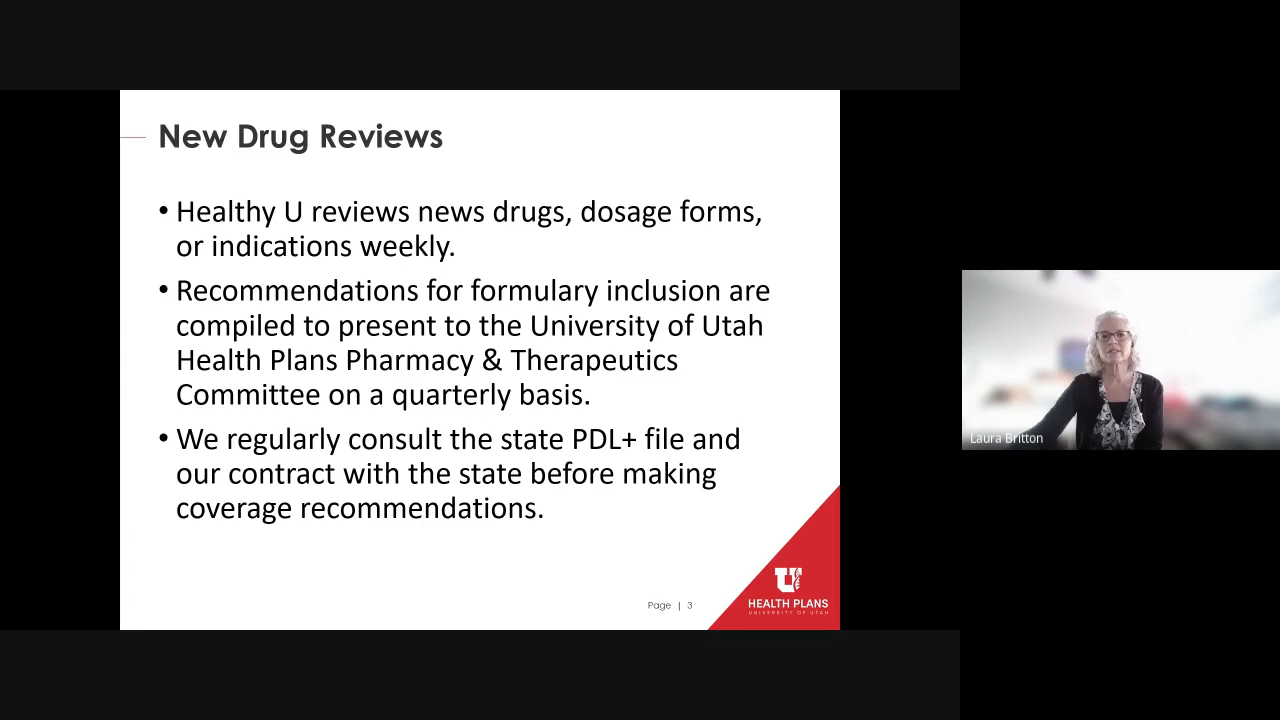 New Drug Reviews
• Healthy U reviews news drugs, dosage forms,
or indications weekly.
• Recommendations for formulary inclusion are
compiled to present to the University of Utah
Health Plans Pharmacy & Therapeutics
Committee on a quarterly basis.
• We regularly consult the state PDL+ file and
our contract with the state before making
coverage recommendations.
Page | 3
U
HEALTH PLANS
UNIVERSITY OF UTAH
Laura Britton